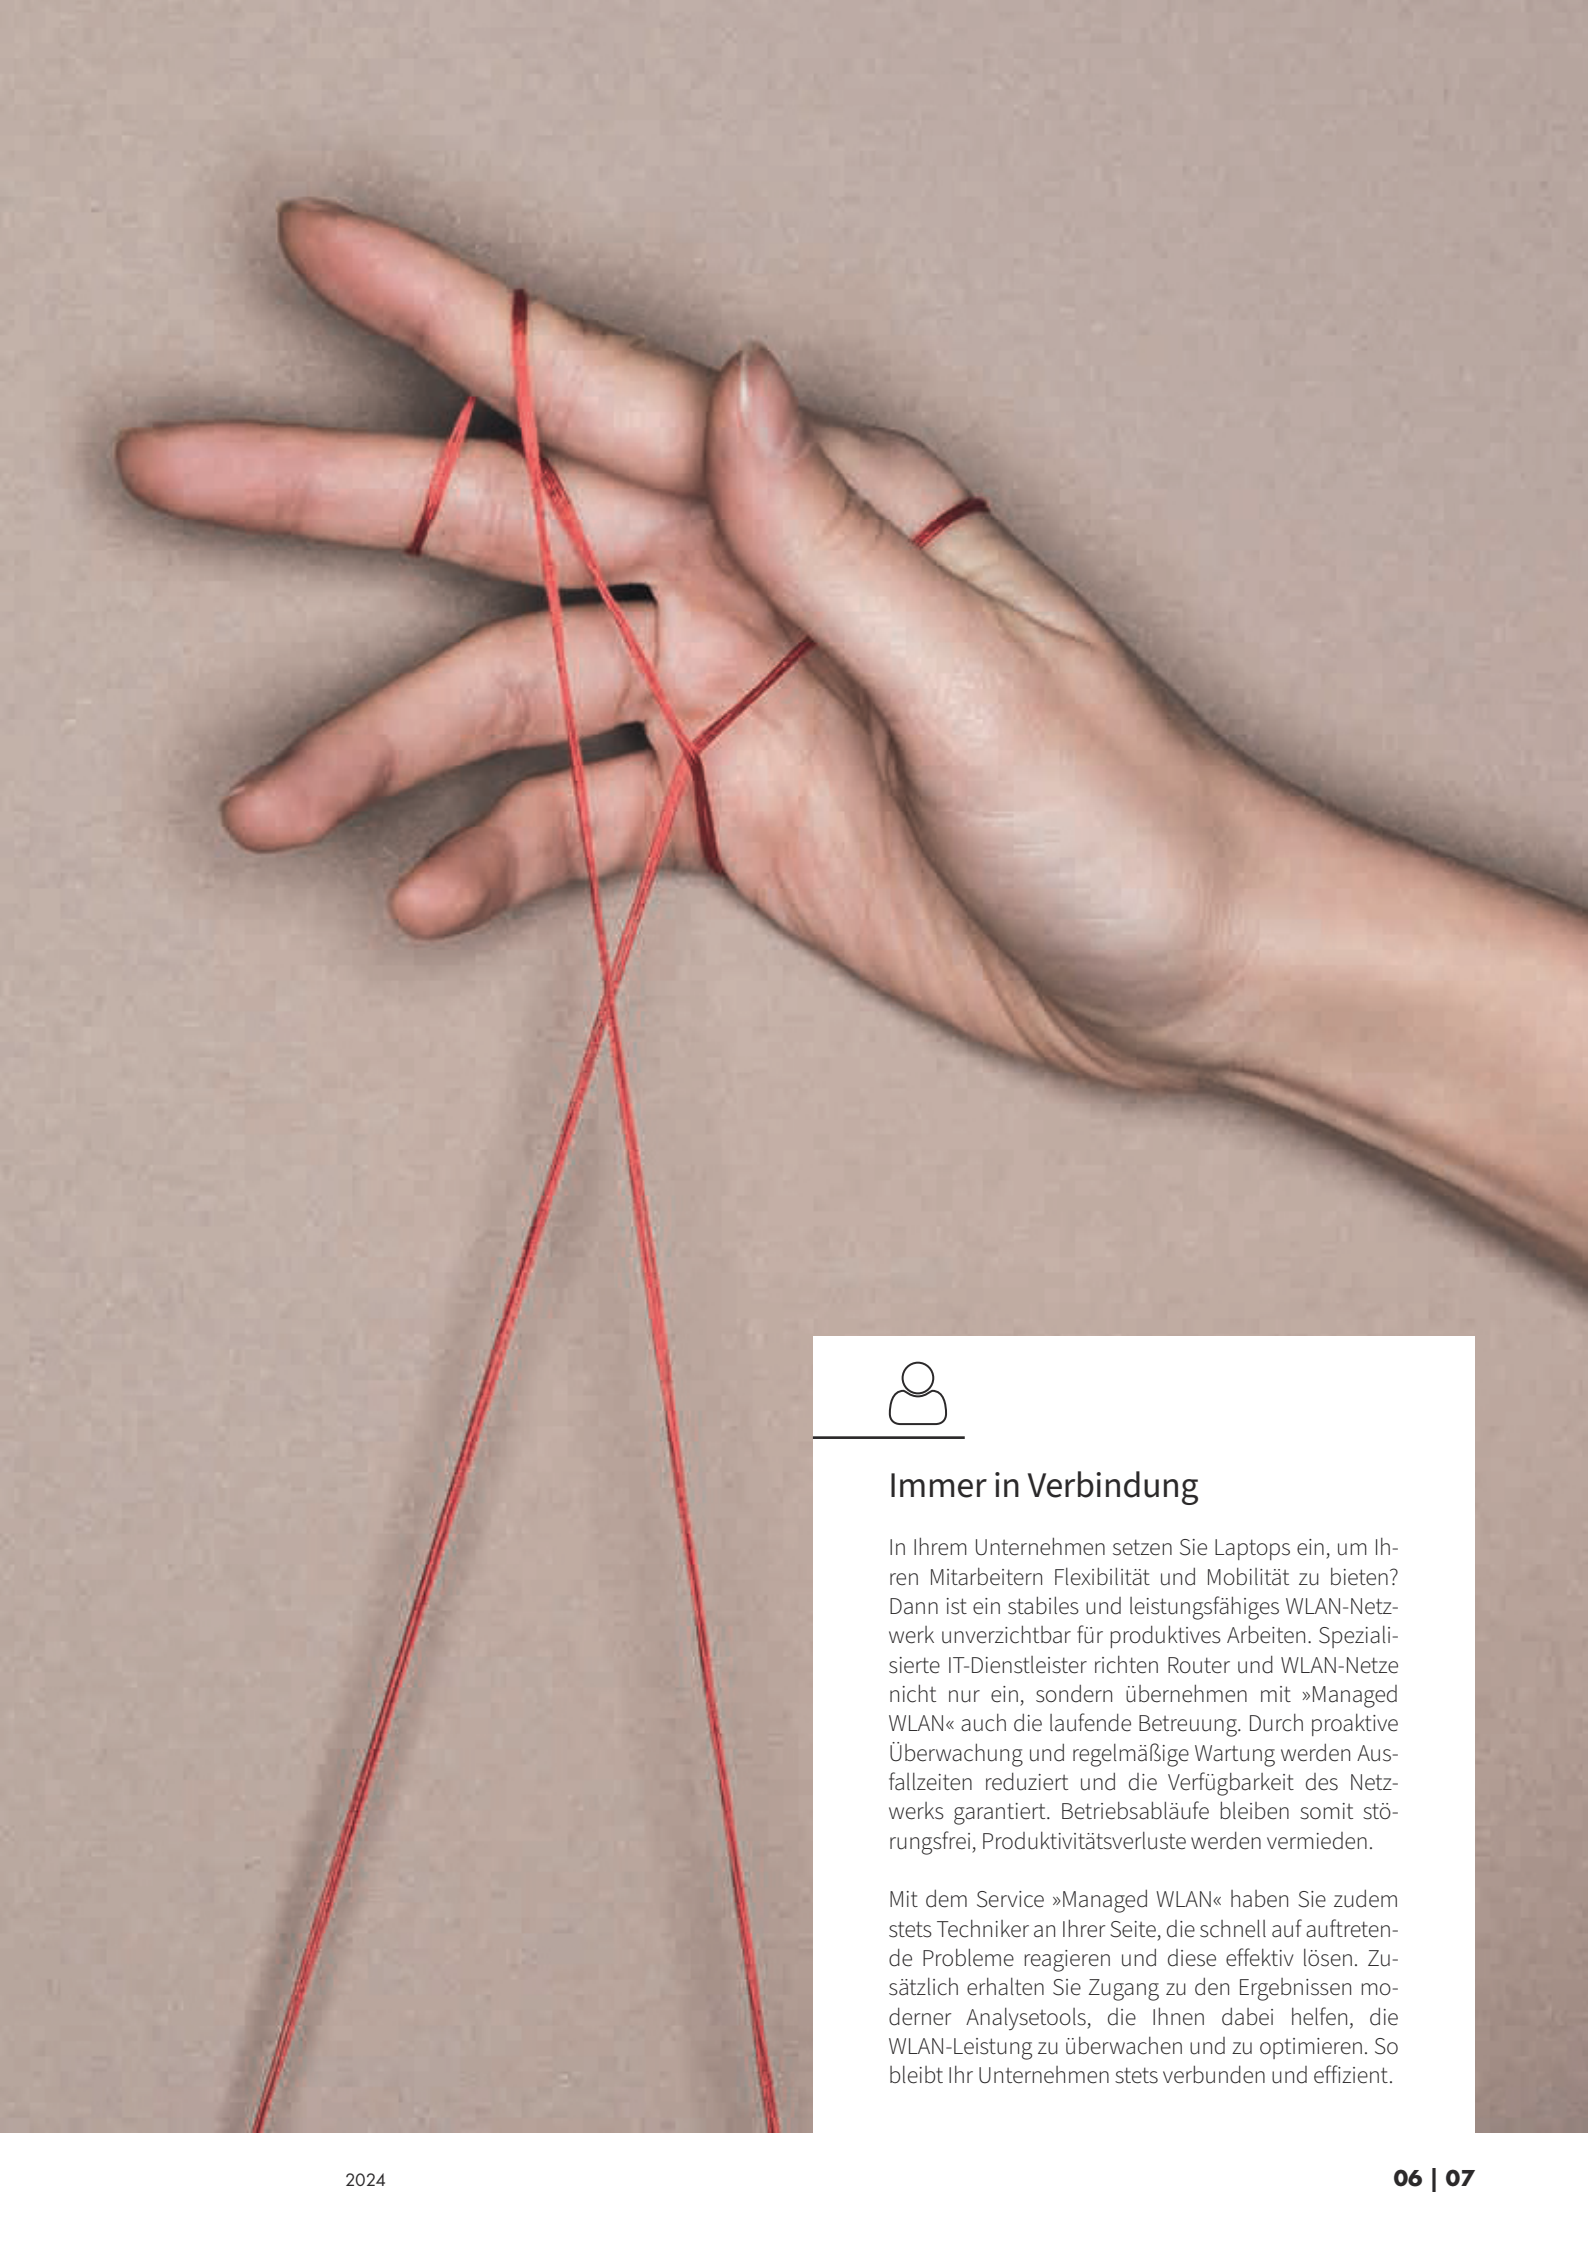 Immer in Verbindung
In Ihrem Unternehmen setzen Sie Laptops ein, um Ih-
ren Mitarbeitern Flexibilität und Mobilität zu bieten?
Dann ist ein stabiles und leistungsfähiges WLAN-Netz-
werk unverzichtbar für produktives Arbeiten. Speziali-
sierte IT-Dienstleister richten Router und WLAN-Netze
nicht nur ein, sondern übernehmen mit »Managed
WLAN« auch die laufende Betreuung. Durch proaktive
Überwachung und regelmäßige Wartung werden Aus-
fallzeiten reduziert und die Verfügbarkeit des Netz-
werks garantiert. Betriebsabläufe bleiben somit stö-
rungsfrei, Produktivitätsverluste werden vermieden.
Mit dem Service »Managed WLAN« haben Sie zudem
stets Techniker an Ihrer Seite, die schnell auf auftreten-
de Probleme reagieren und diese effektiv lösen. Zu-
sätzlich erhalten Sie Zugang zu den Ergebnissen mo-
derner Analysetools, die Ihnen dabei helfen, die
WLAN-Leistung zu überwachen und zu optimieren. So
bleibt Ihr Unternehmen stets verbunden und effizient.
2024
06 | 07